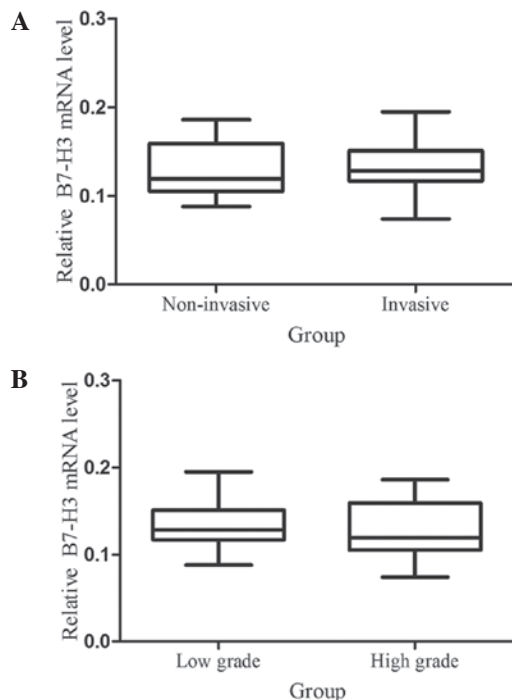 A
Relative B7-H3 mRNA level
0.3
0.2
0.1
0.0
Non-invasive
Invasive
Group
B
Relative B7-H3 mRNA level
0.3
0.2
0.1
0.0
Low grade
High grade
Group